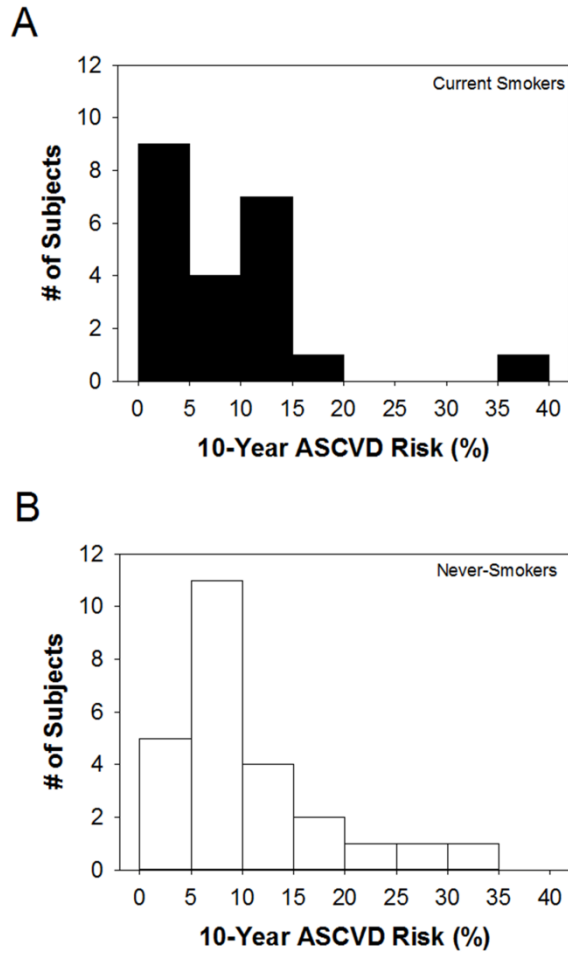 A
Current Smokers
# of Subjects
12
10
8
6
4
2
0
0 5 10 15 20 25 30 35 40
10-Year ASCVD Risk (%)
B
Never-Smokers
# of Subjects
12
10
8
6
4
2
0
0 5 10 15 20 25 30 35 40
10-Year ASCVD Risk (%)